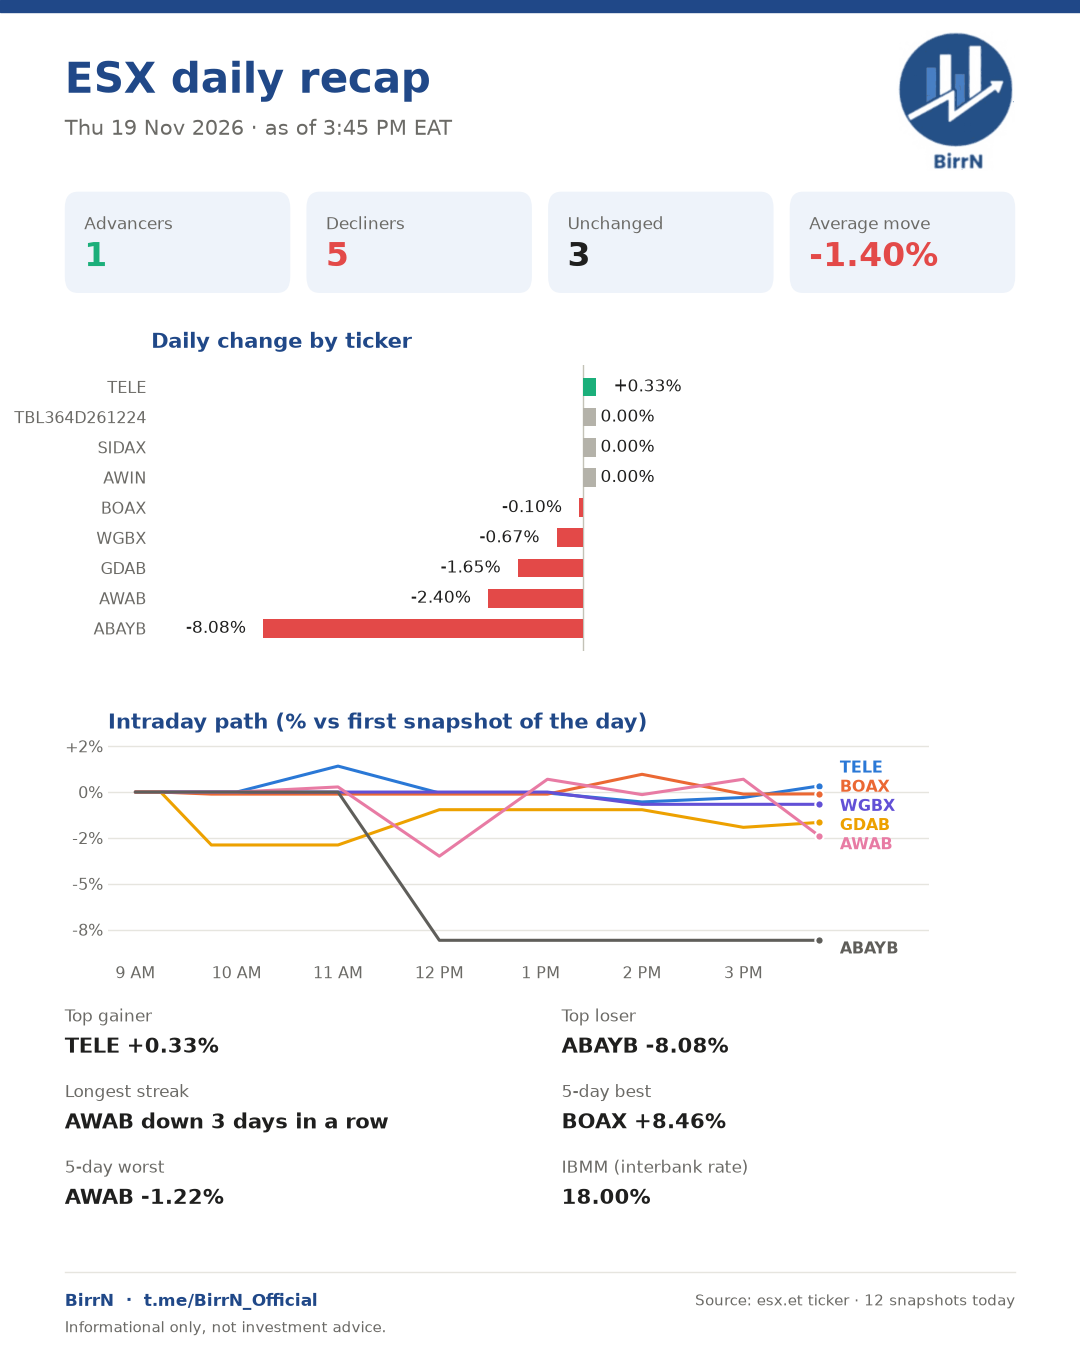 ESX daily recap
Thu 19 Nov 2026 · as of 3:45 PM EAT
BirrN
Advancers
1
Decliners
5
Unchanged
3
Average move
-1.40%
Daily change by ticker
TELE +0.33%
TBL364D261224 0.00%
SIDAX 0.00%
AWIN 0.00%
BOAX -0.10%
WGBX -0.67%
GDAB -1.65%
AWAB -2.40%
ABAYB -8.08%
Intraday path (% vs first snapshot of the day)
+2%
0%
-2%
-5%
-8%
TELE
BOAX
WGBX
GDAB
AWAB
ABAYB
9 AM 10 AM 11 AM 12 PM 1 PM 2 PM 3 PM
Top gainer
TELE +0.33%
Top loser
ABAYB -8.08%
Longest streak
AWAB down 3 days in a row
5-day best
BOAX +8.46%
5-day worst
AWAB -1.22%
IBMM (interbank rate)
18.00%
BirrN · t.me/BirrN_Official
Source: esx.et ticker · 12 snapshots today
Informational only, not investment advice.